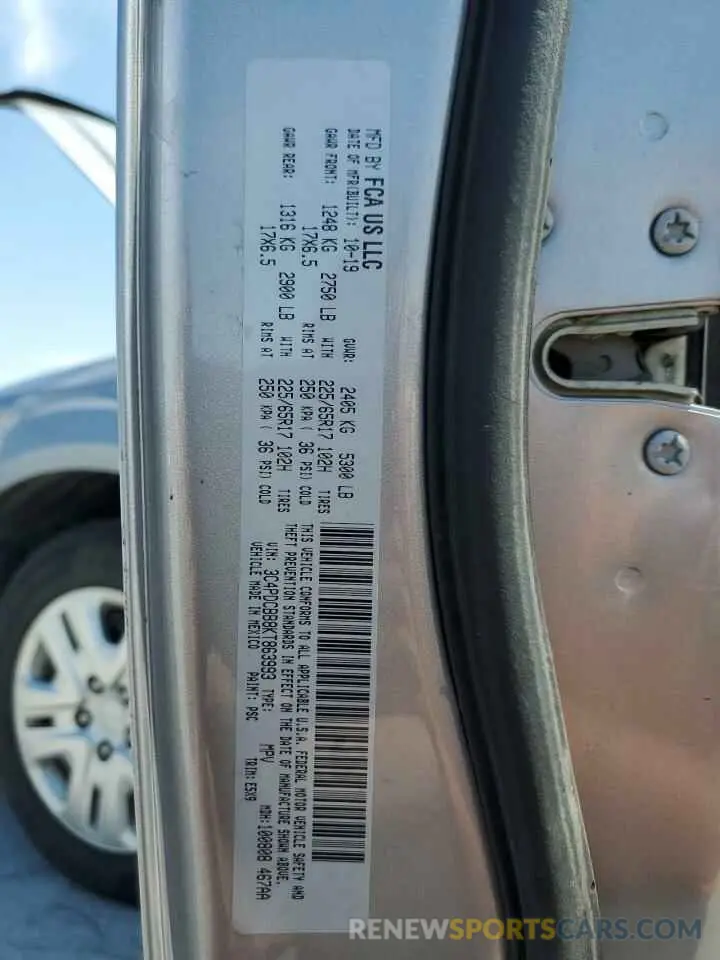 MFD BY FCA US LLC
DATE OF MFR(BUILT): 10-19 GVWR: 2405 KG 5300 LB
GAWR FRONT: 1248 KG 2750 LB WITH 225/65R17 102H TIRES
17X6.5 RIMS AT 250 KPA ( 36 PSI) COLD
GAWR REAR: 1316 KG 2900 LB WITH 225/65R17 102H TIRES
17X6.5 RIMS AT 250 KPA ( 36 PSI) COLD
THIS VEHICLE CONFORMS TO ALL APPLICABLE U.S.A. FEDERAL MOTOR VEHICLE SAFETY AND
THEFT PREVENTION STANDARDS IN EFFECT ON THE DATE OF MANUFACTURE SHOWN ABOVE.
VIN: 3C4PDCBB8KT863993 TYPE: MPV MDH:100808 467AA
VEHICLE MADE IN MEXICO PAINT: PSC TRIM:E5X9
RENEWSPORTSCARS.COM